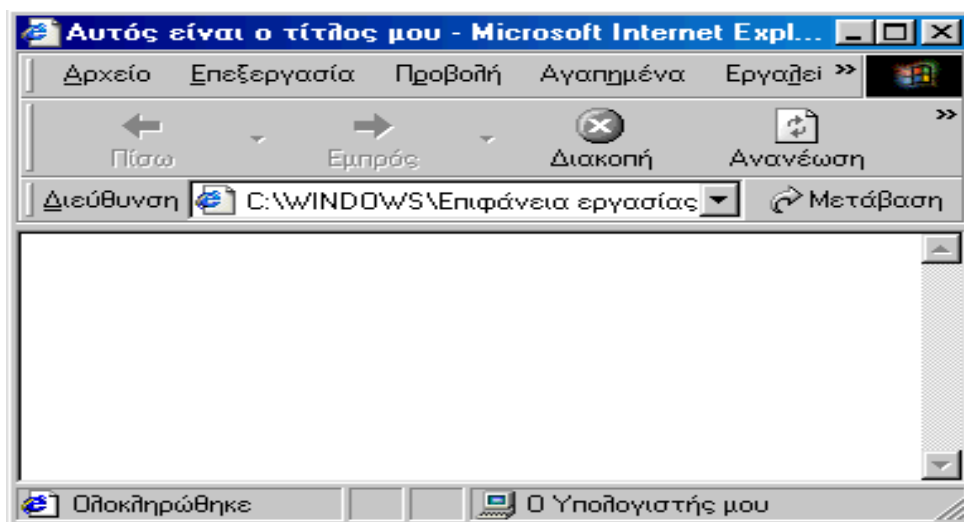 Αυτός είναι ο τίτλος μου - Microsoft Internet Expl...
Αρχείο Επεξεργασία Προβολή Αγαπημένα Εργαλεί »
Πίσω Εμπρός Διακοπή Ανανέωση »
Διεύθυνση C:\WINDOWS\Επιφάνεια εργασίας Μετάβαση
Ολοκληρώθηκε Ο Υπολογιστής μου